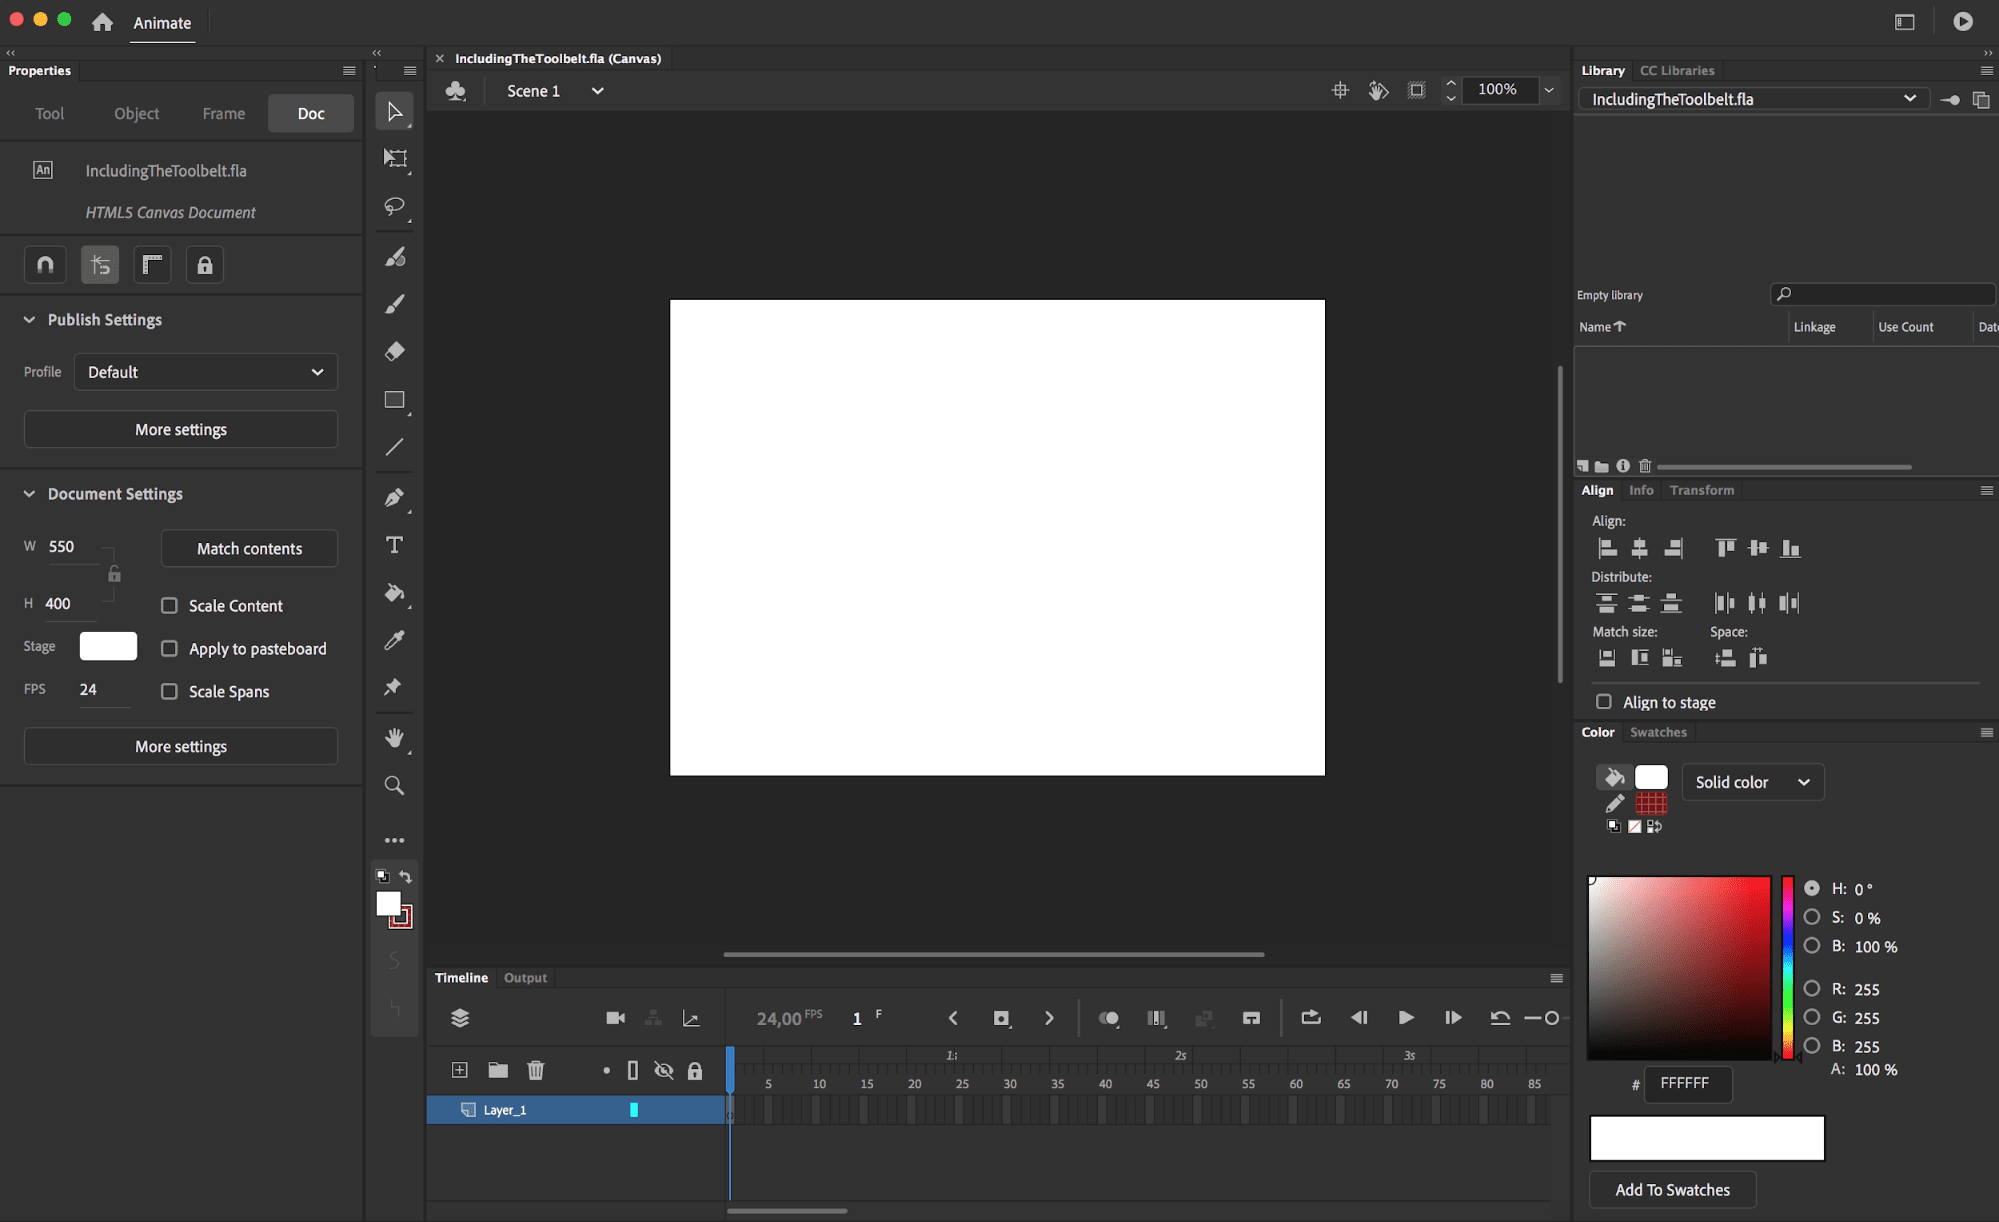 Animate
Properties
Tool Object Frame Doc
An IncludingTheToolbelt.fla
HTML5 Canvas Document
Publish Settings
Profile Default
More settings
Document Settings
W 550 Match contents
H 400 Scale Content
Stage Apply to pasteboard
FPS 24 Scale Spans
More settings
IncludingTheToolbelt.fla (Canvas)
Scene 1 100%
Timeline Output
24,00 FPS 1 F
1s 2s 3s
5 10 15 20 25 30 35 40 45 50 55 60 65 70 75 80 85
Layer_1
Library CC Libraries
IncludingTheToolbelt.fla
Empty library
Name Linkage Use Count Date
Align Info Transform
Align:
Distribute:
Match size: Space:
Align to stage
Color Swatches
Solid color
H: 0 °
S: 0 %
B: 100 %
R: 255
G: 255
B: 255
A: 100 %
# FFFFFF
Add To Swatches